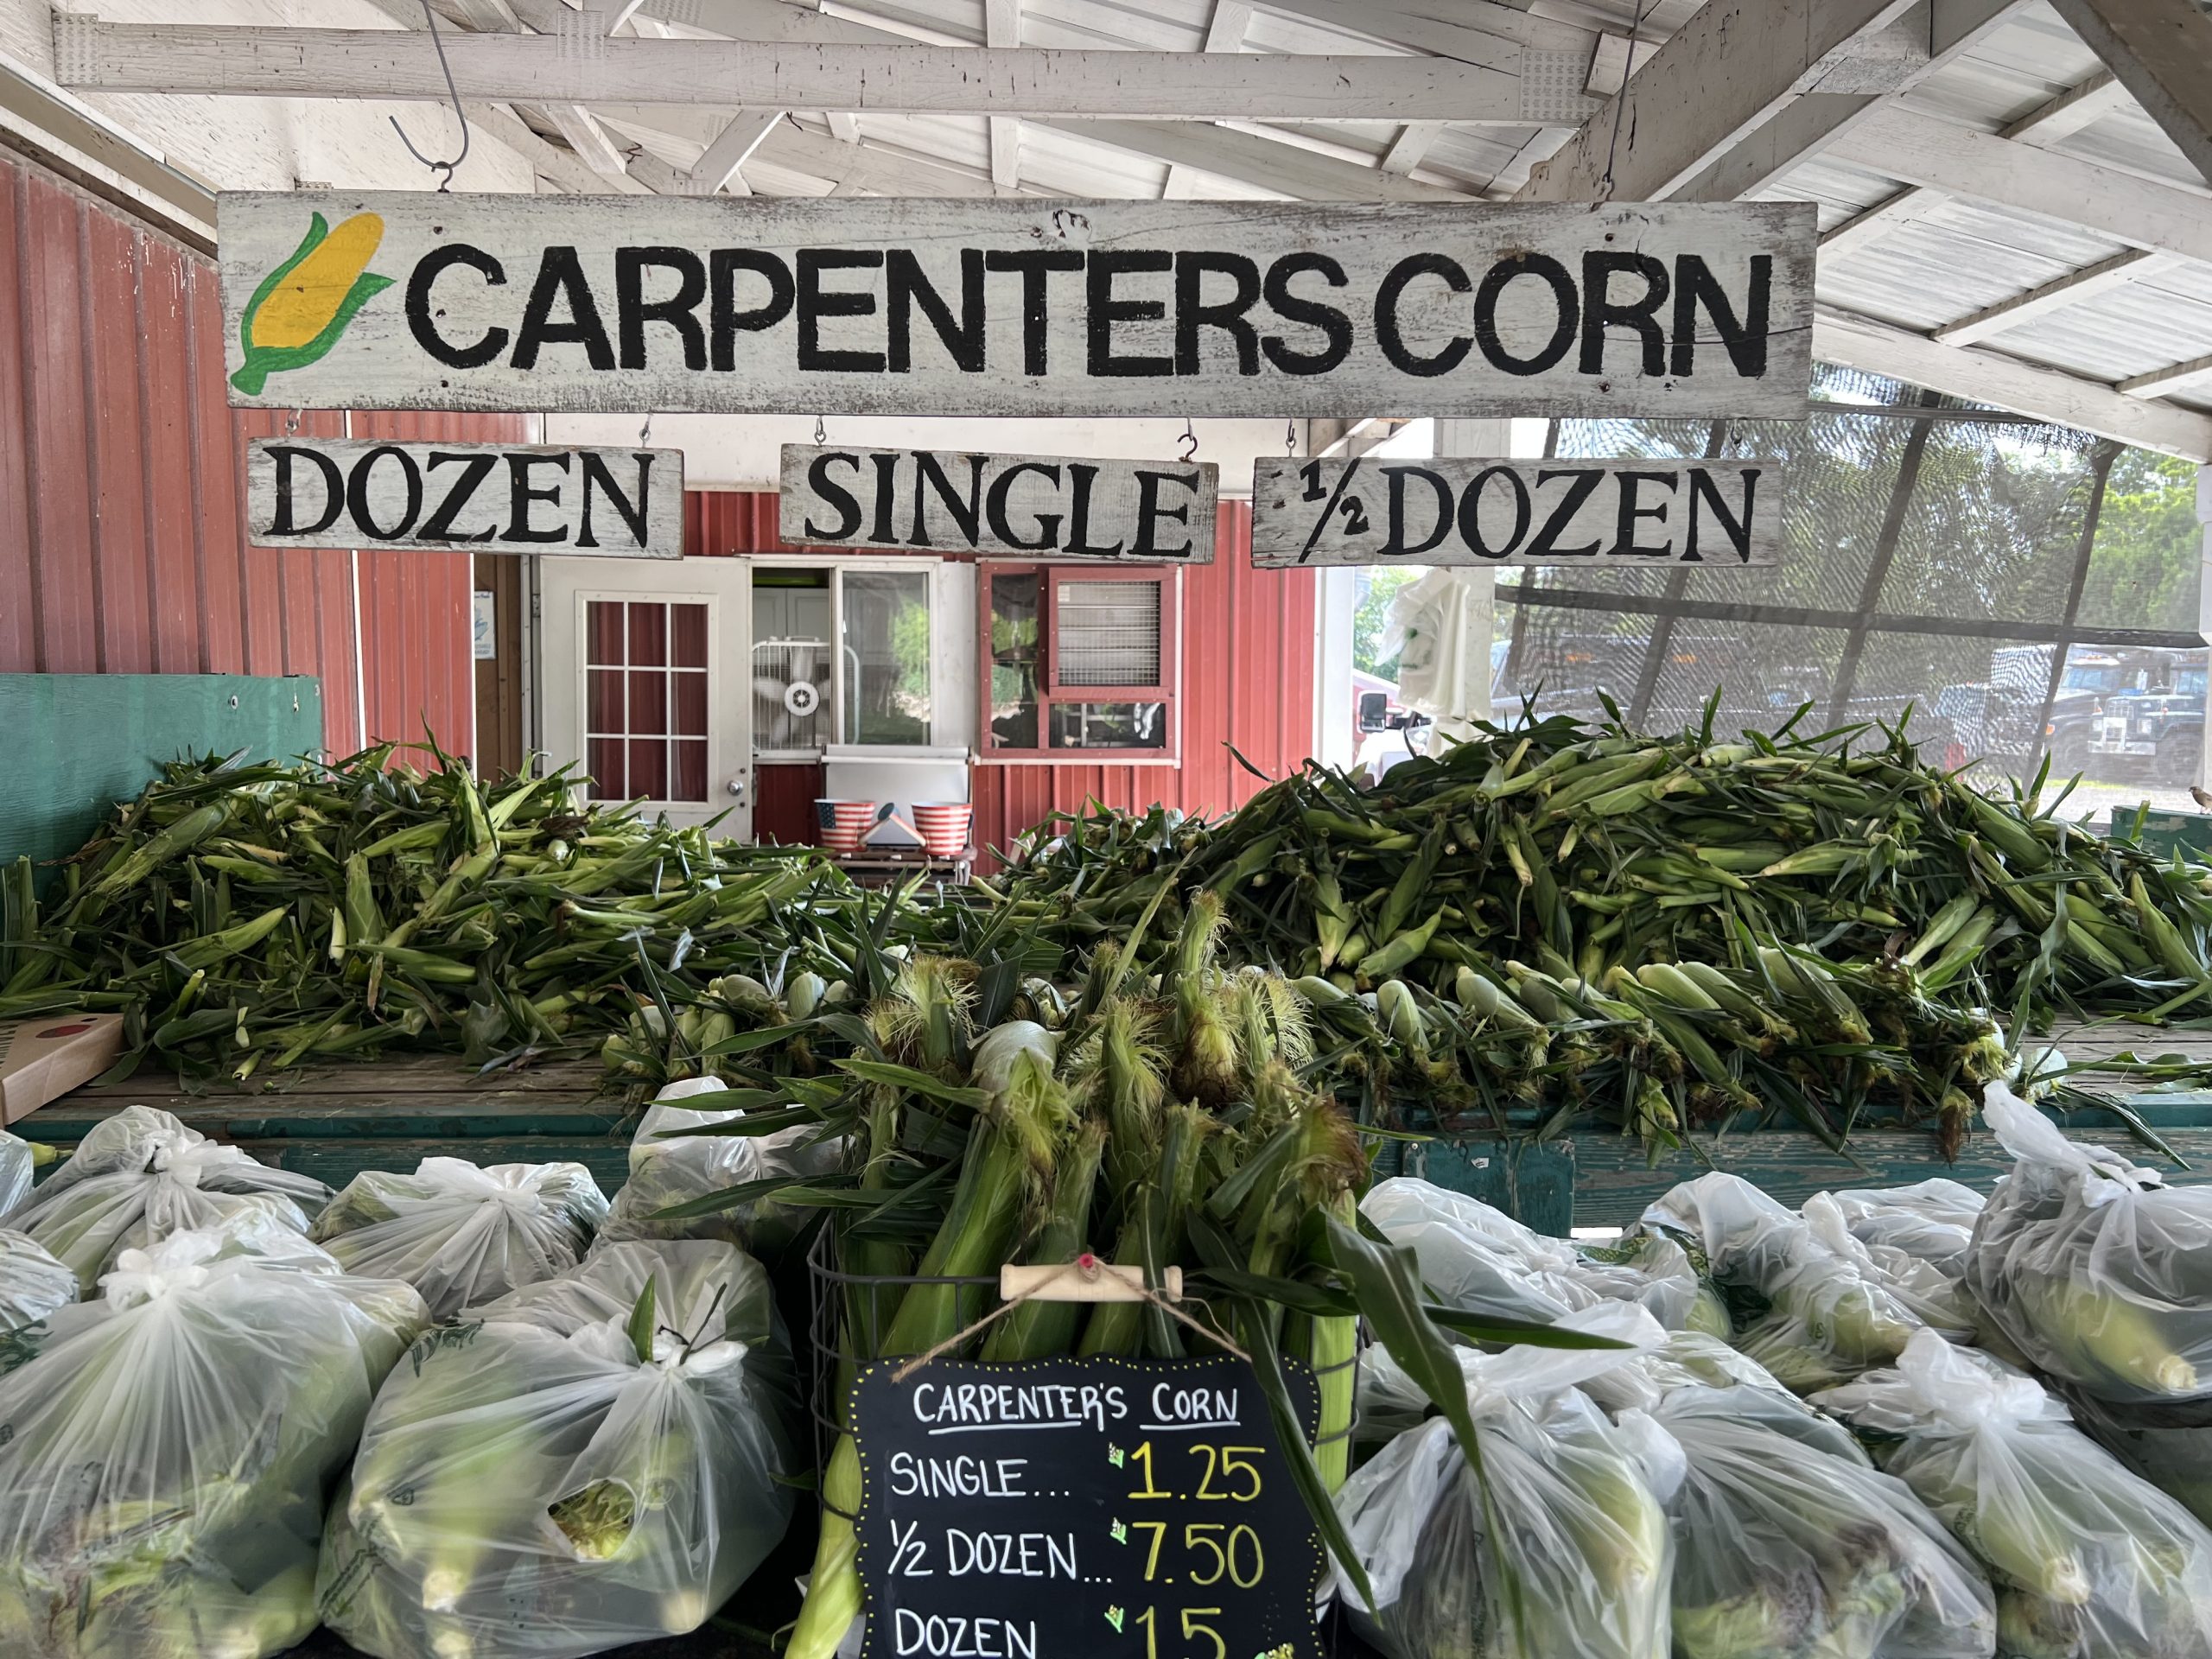 CARPENTERS CORN
DOZEN
SINGLE
1/2 DOZEN
CARPENTER'S CORN
SINGLE... $1.25
1/2 DOZEN... $7.50
DOZEN $15